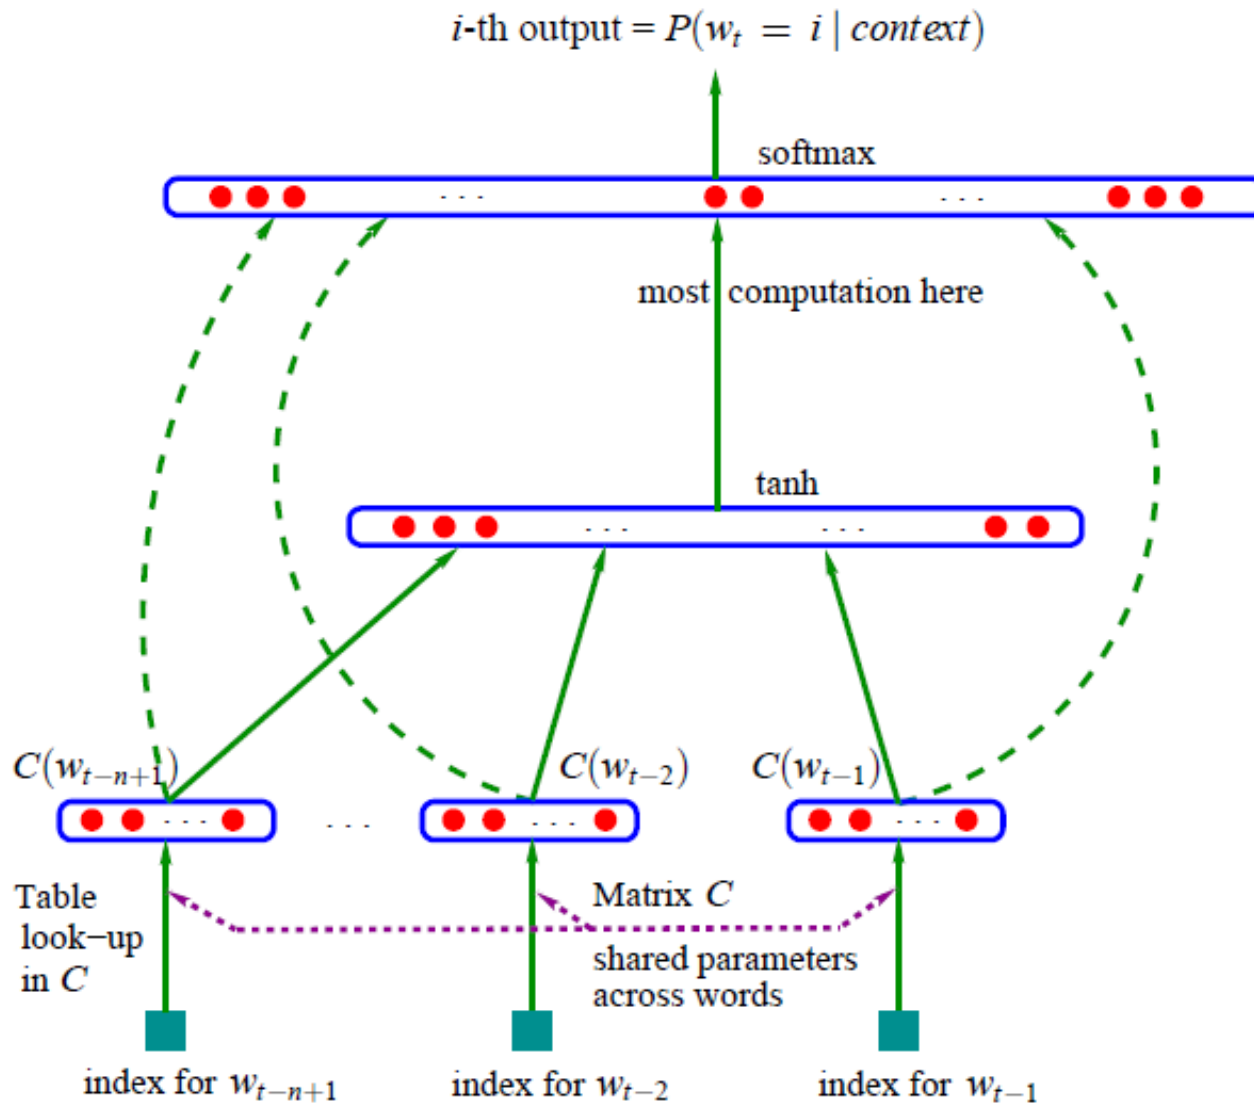 i-th output = P(w_t = i | context)
softmax
. . .
. . .
most computation here
tanh
. . .
. . .
C(w_{t−n+1})
C(w_{t−2})
C(w_{t−1})
. . .
. . .
. . .
. . .
Table
look−up
in C
Matrix C
shared parameters
across words
index for w_{t−n+1}
index for w_{t−2}
index for w_{t−1}